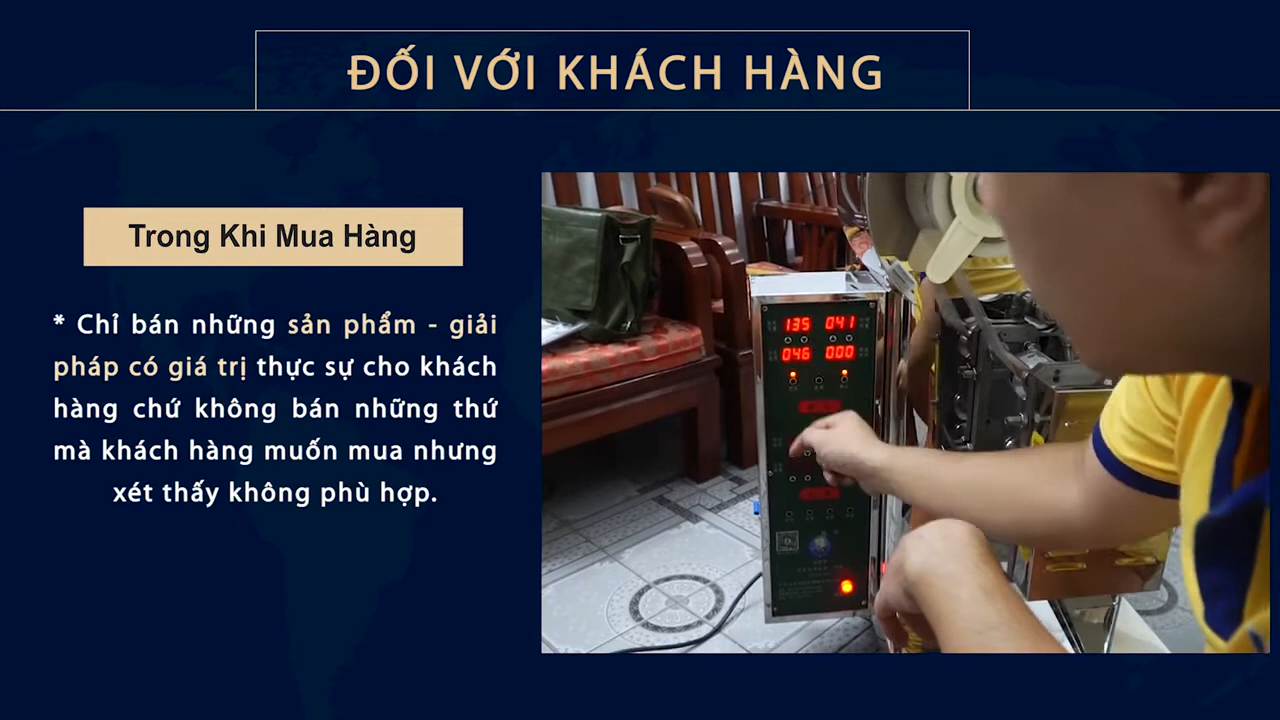 ĐỐI VỚI KHÁCH HÀNG
Trong Khi Mua Hàng
* Chỉ bán những sản phẩm - giải
pháp có giá trị thực sự cho khách
hàng chứ không bán những thứ
mà khách hàng muốn mua nhưng
xét thấy không phù hợp.
135 041
046 000